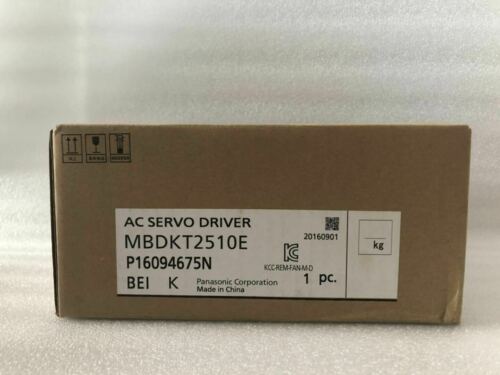 AC SERVO DRIVER
20160901
MBDKT2510E
P16094675N
KCC-REM-FAN-M-D
BEI K
Panasonic Corporation
Made in China
1 pc.
kg